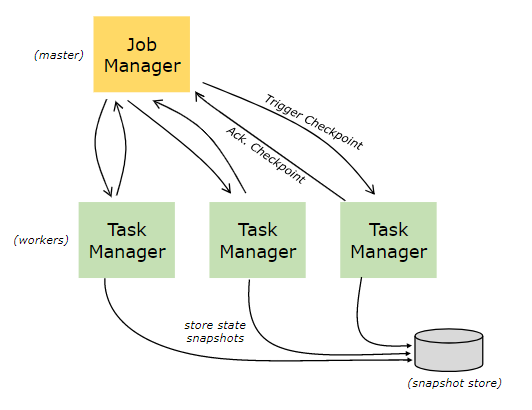 Job
Manager
(master)
Trigger Checkpoint
Ack. Checkpoint
Task
Manager
Task
Manager
Task
Manager
(workers)
store state
snapshots
(snapshot store)